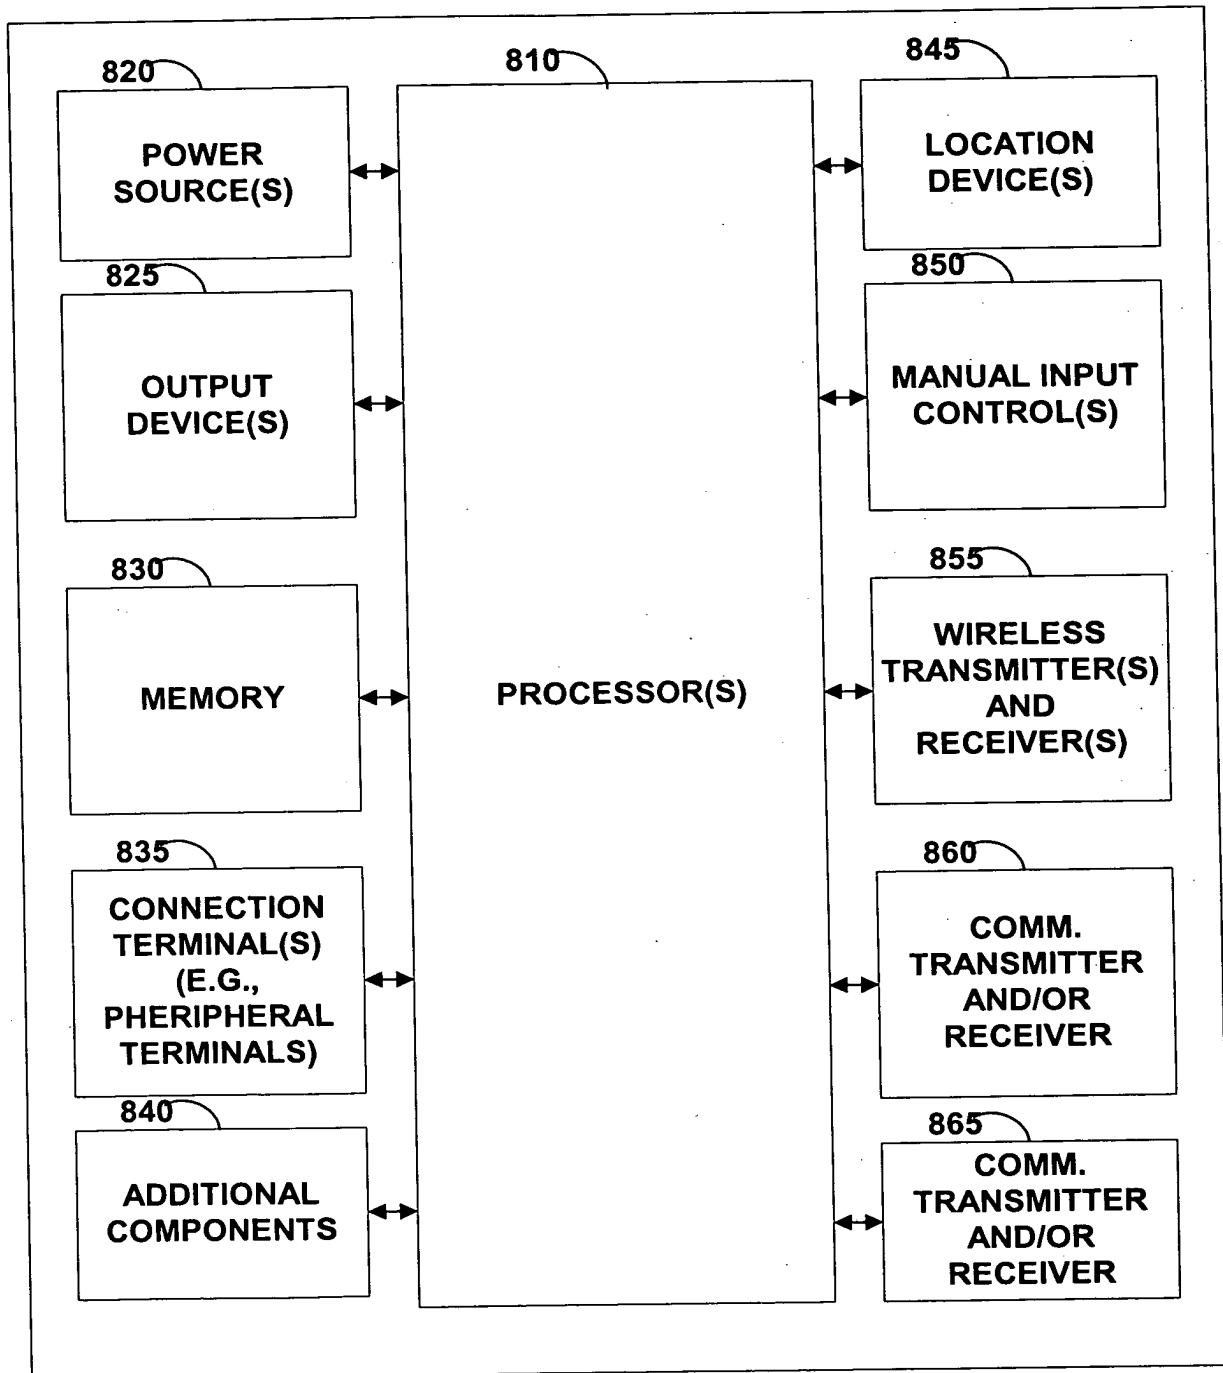 820
POWER
SOURCE(S)
825
OUTPUT
DEVICE(S)
830
MEMORY
835
CONNECTION
TERMINAL(S)
(E.G.,
PHERIPHERAL
TERMINALS)
840
ADDITIONAL
COMPONENTS
810
PROCESSOR(S)
845
LOCATION
DEVICE(S)
850
MANUAL INPUT
CONTROL(S)
855
WIRELESS
TRANSMITTER(S)
AND
RECEIVER(S)
860
COMM.
TRANSMITTER
AND/OR
RECEIVER
865
COMM.
TRANSMITTER
AND/OR
RECEIVER